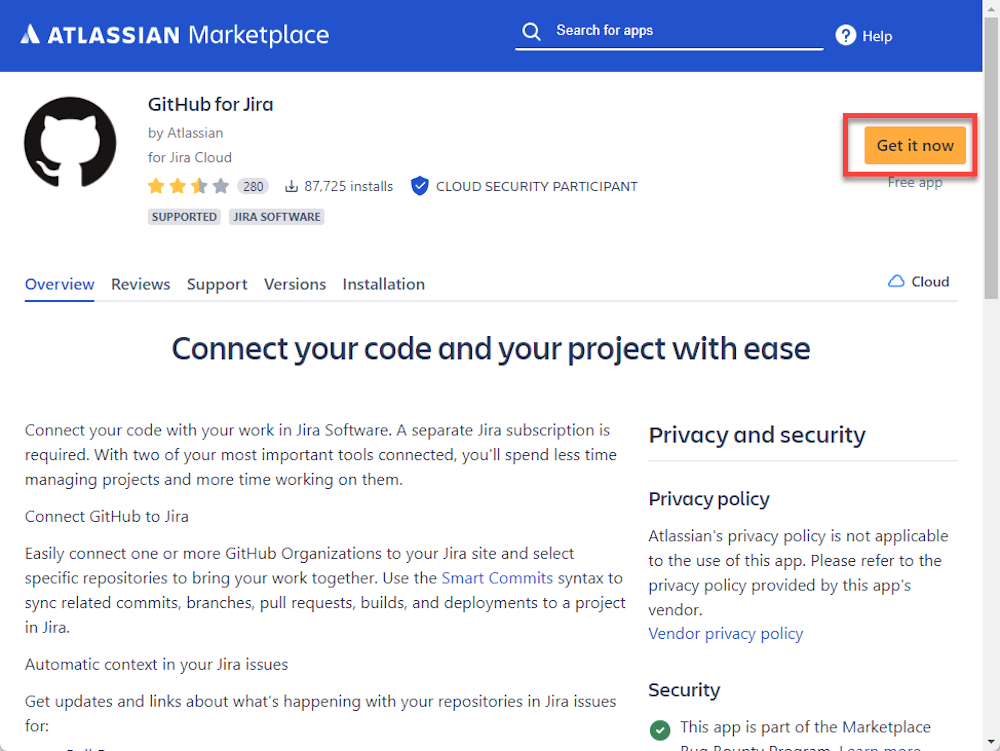 ATLASSIAN Marketplace
Search for apps
Help
GitHub for Jira
by Atlassian
for Jira Cloud
280
87,725 installs
CLOUD SECURITY PARTICIPANT
SUPPORTED
JIRA SOFTWARE
Get it now
Free app
Overview
Reviews
Support
Versions
Installation
Cloud
Connect your code and your project with ease
Connect your code with your work in Jira Software. A separate Jira subscription is
required. With two of your most important tools connected, you'll spend less time
managing projects and more time working on them.
Connect GitHub to Jira
Easily connect one or more GitHub Organizations to your Jira site and select
specific repositories to bring your work together. Use the Smart Commits syntax to
sync related commits, branches, pull requests, builds, and deployments to a project
in Jira.
Automatic context in your Jira issues
Get updates and links about what’s happening with your repositories in Jira issues
for:
Privacy and security
Privacy policy
Atlassian's privacy policy is not applicable
to the use of this app. Please refer to the
privacy policy provided by this app's
vendor.
Vendor privacy policy
Security
This app is part of the Marketplace
Bug Bounty Program. Learn more